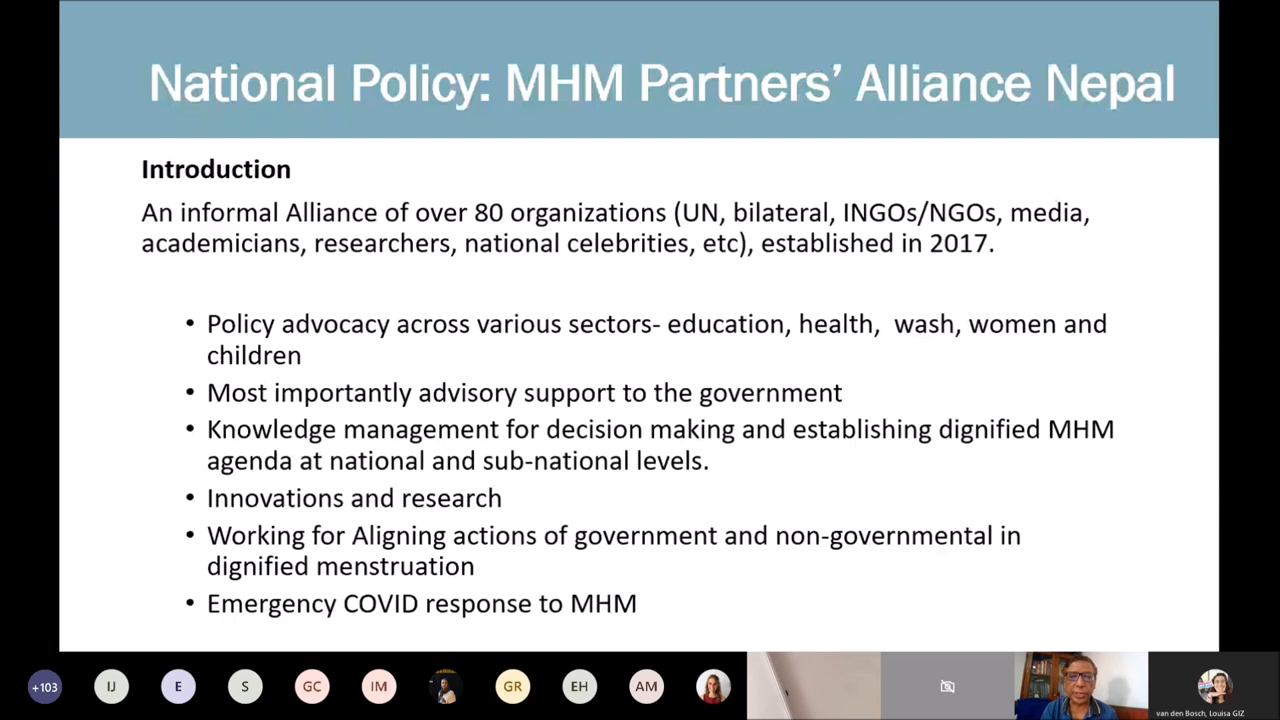 National Policy: MHM Partners’ Alliance Nepal
Introduction
An informal Alliance of over 80 organizations (UN, bilateral, INGOs/NGOs, media,
academicians, researchers, national celebrities, etc), established in 2017.
• Policy advocacy across various sectors- education, health,  wash, women and
children
• Most importantly advisory support to the government
• Knowledge management for decision making and establishing dignified MHM
agenda at national and sub-national levels.
• Innovations and research
• Working for Aligning actions of government and non-governmental in
dignified menstruation
• Emergency COVID response to MHM
+103
IJ
E
S
GC
IM
GR
EH
AM
van den Bosch, Louisa GIZ